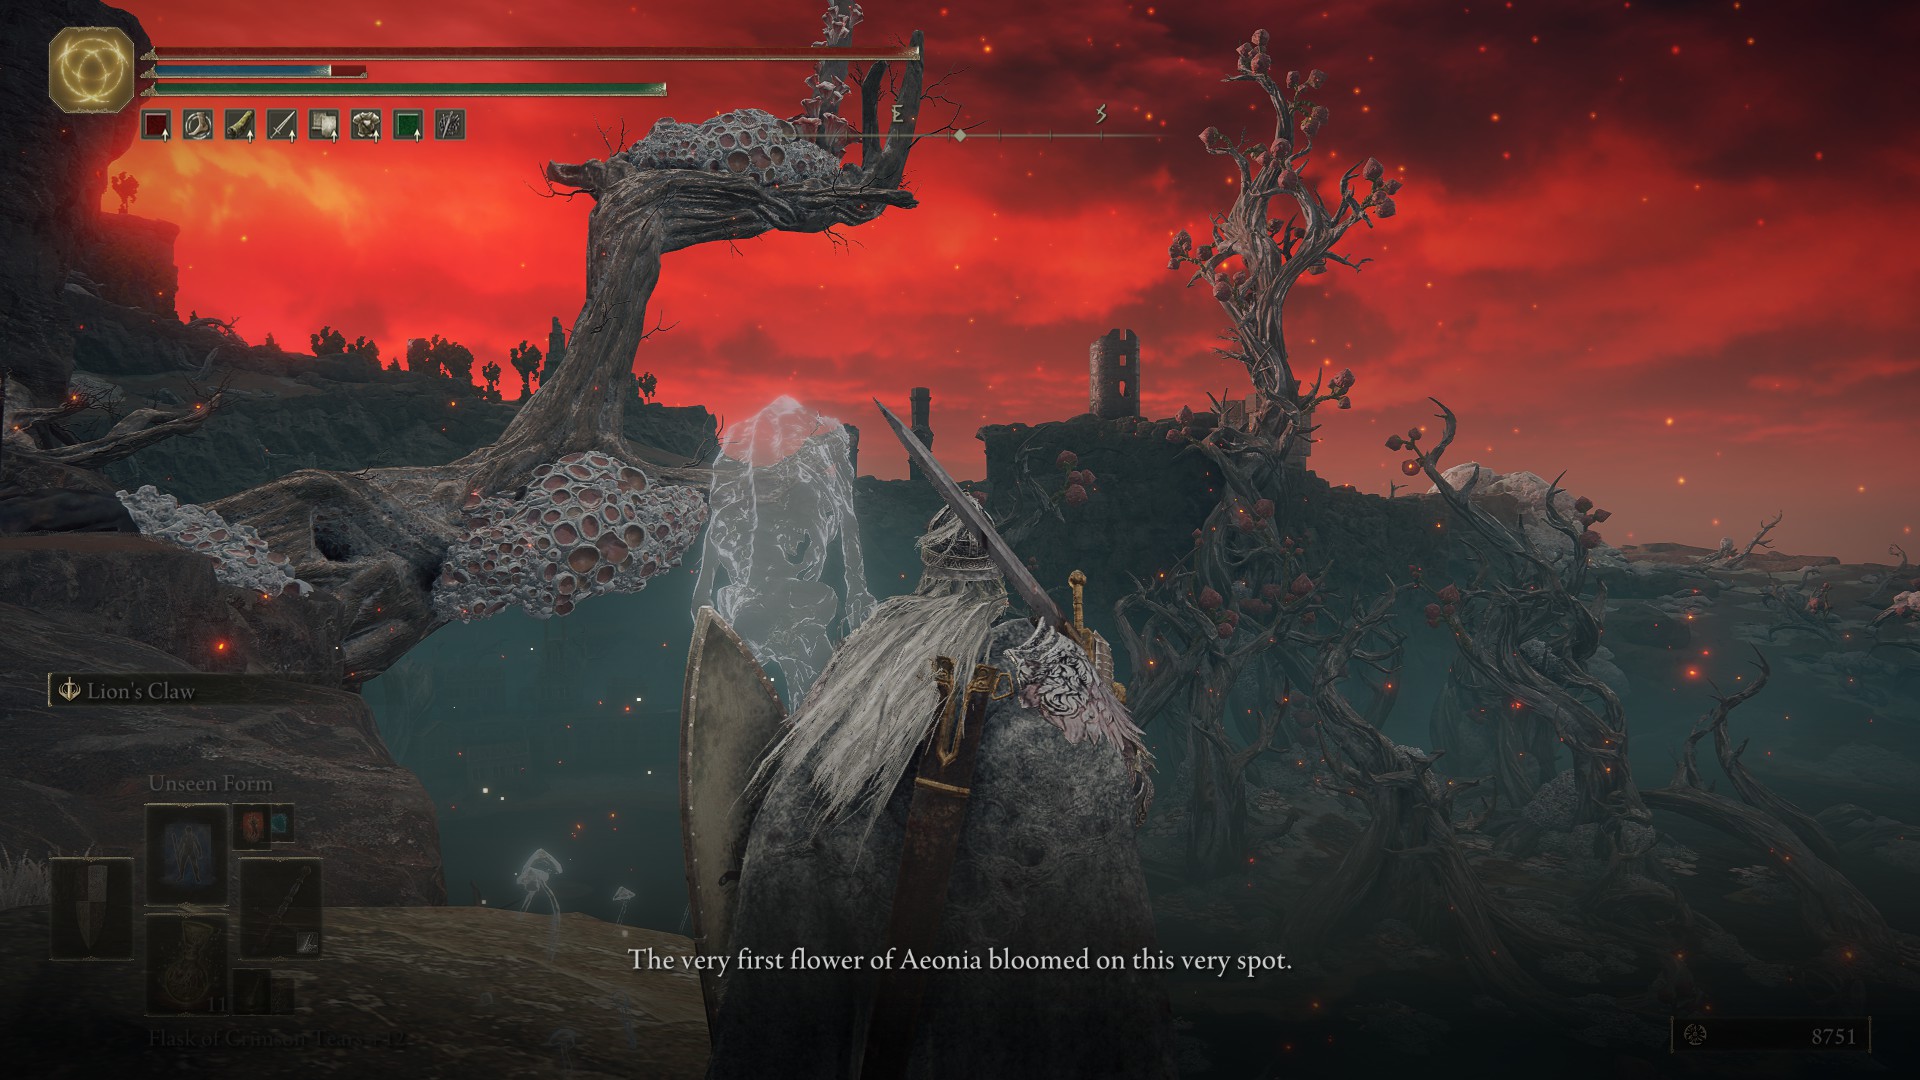 E
S
Lion's Claw
Unseen Form
11
Flask of Crimson Tears +12
The very first flower of Aeonia bloomed on this very spot.
8751